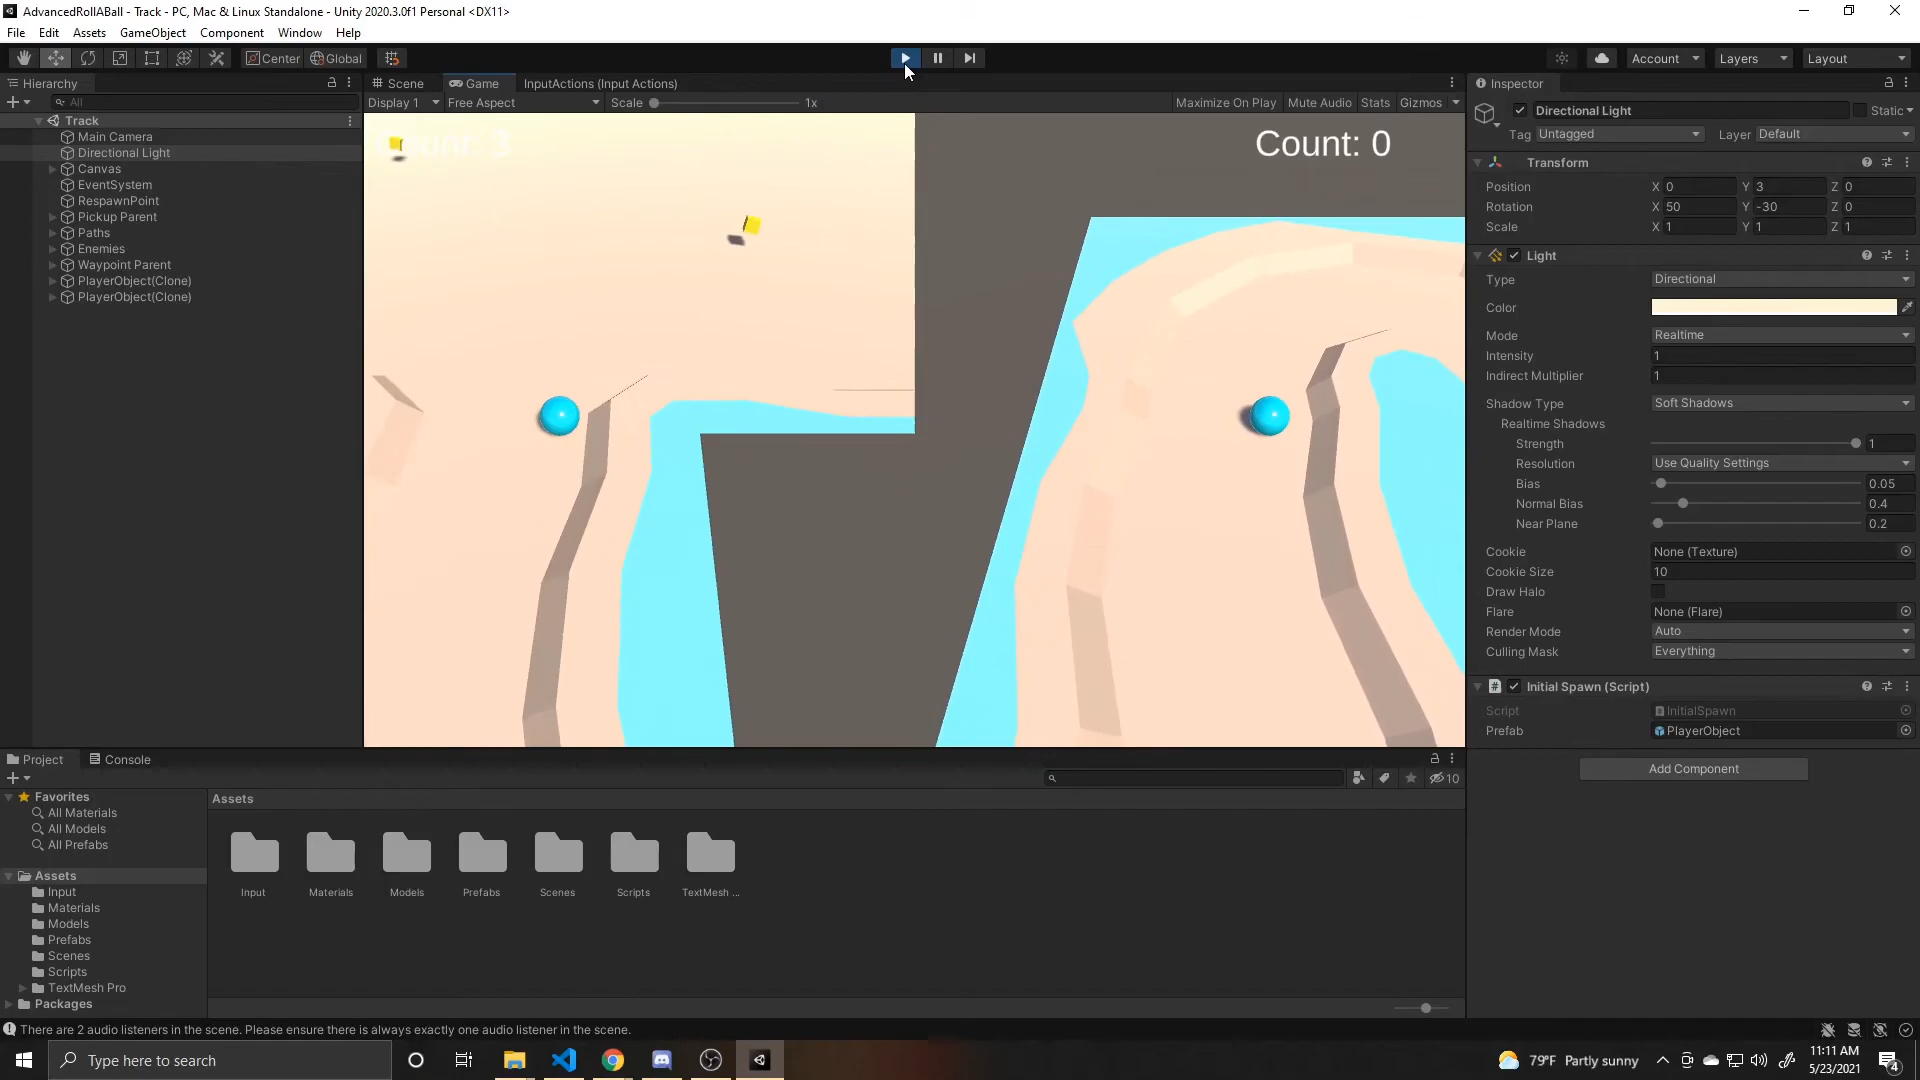 AdvancedRollABall - Track - PC, Mac & Linux Standalone - Unity 2020.3.0f1 Personal <DX11>
File Edit Assets GameObject Component Window Help
Center Global Account Layers Layout
Hierarchy
All
Track
Main Camera
Directional Light
Canvas
EventSystem
RespawnPoint
Pickup Parent
Paths
Enemies
Waypoint Parent
PlayerObject(Clone)
PlayerObject(Clone)
Scene Game InputActions (Input Actions)
Display 1 Free Aspect Scale 1x Maximize On Play Mute Audio Stats Gizmos
Count: 3
Count: 0
Inspector
Directional Light Static
Tag Untagged Layer Default
Transform
Position X 0 Y 3 Z 0
Rotation X 50 Y -30 Z 0
Scale X 1 Y 1 Z 1
Light
Type Directional
Color
Mode Realtime
Intensity 1
Indirect Multiplier 1
Shadow Type Soft Shadows
Realtime Shadows
Strength 1
Resolution Use Quality Settings
Bias 0.05
Normal Bias 0.4
Near Plane 0.2
Cookie None (Texture)
Cookie Size 10
Draw Halo
Flare None (Flare)
Render Mode Auto
Culling Mask Everything
# Initial Spawn (Script)
Script InitialSpawn
Prefab PlayerObject
Add Component
Project Console
10
Favorites
All Materials
All Models
All Prefabs
Assets
Input
Materials
Models
Prefabs
Scenes
Scripts
TextMesh Pro
Packages
Assets
Input Materials Models Prefabs Scenes Scripts TextMesh ...
There are 2 audio listeners in the scene. Please ensure there is always exactly one audio listener in the scene.
Type here to search
79°F Partly sunny
11:11 AM
5/23/2021
4